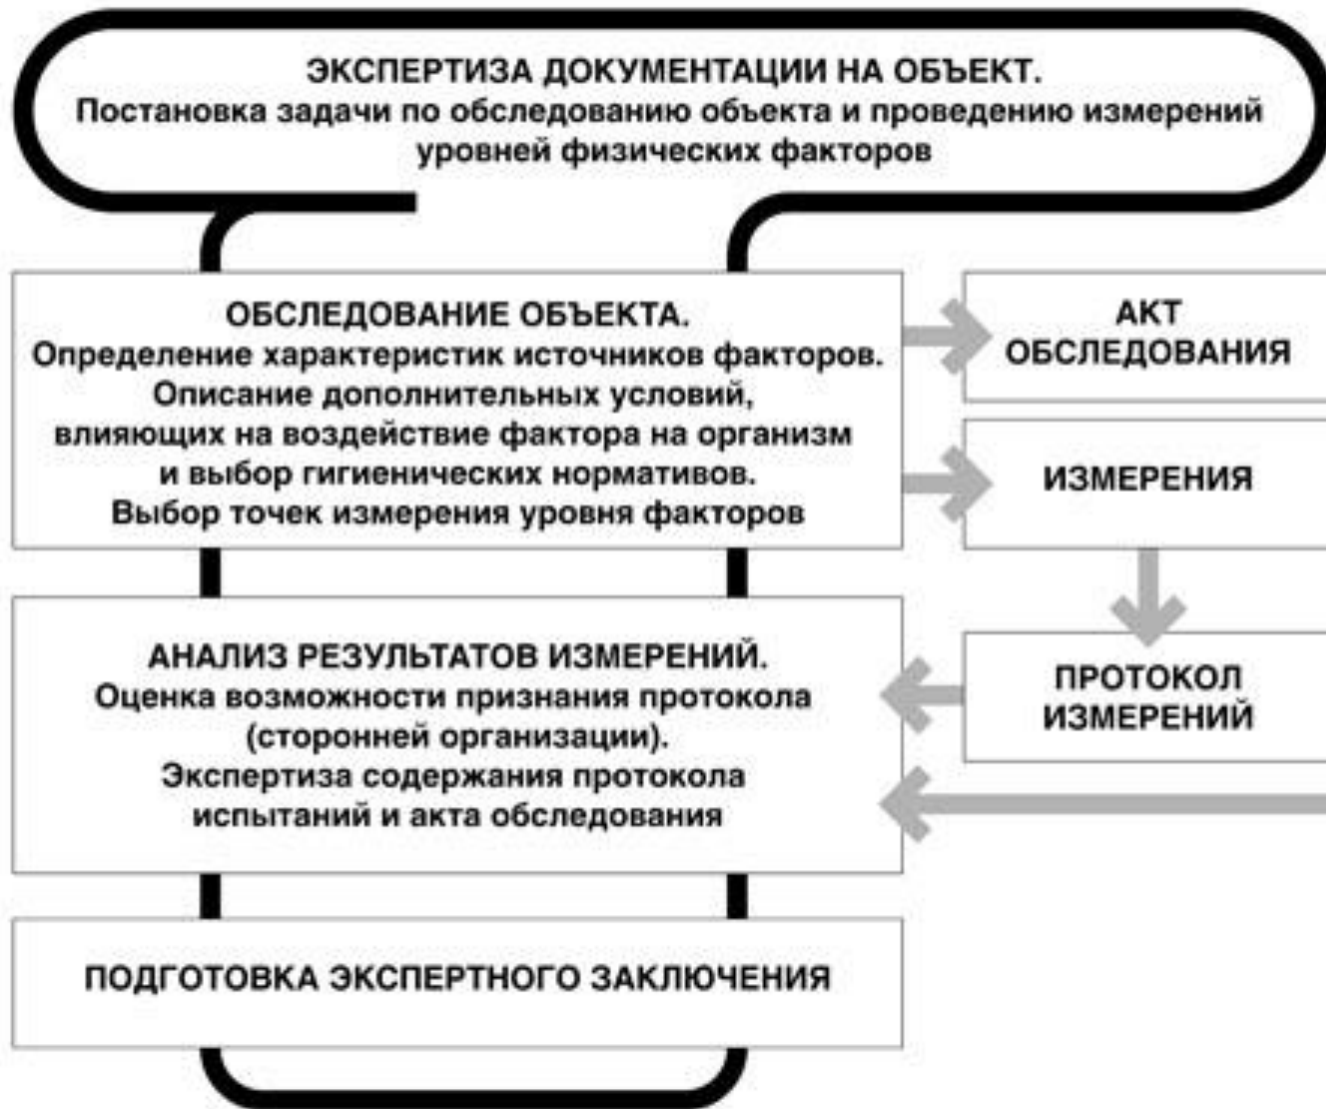 ЭКСПЕРТИЗА ДОКУМЕНТАЦИИ НА ОБЪЕКТ.
Постановка задачи по обследованию объекта и проведению измерений
уровней физических факторов
ОБСЛЕДОВАНИЕ ОБЪЕКТА.
Определение характеристик источников факторов.
Описание дополнительных условий,
влияющих на воздействие фактора на организм
и выбор гигиенических нормативов.
Выбор точек измерения уровня факторов
АКТ
ОБСЛЕДОВАНИЯ
ИЗМЕРЕНИЯ
АНАЛИЗ РЕЗУЛЬТАТОВ ИЗМЕРЕНИЙ.
Оценка возможности признания протокола
(сторонней организации).
Экспертиза содержания протокола
испытаний и акта обследования
ПРОТОКОЛ
ИЗМЕРЕНИЙ
ПОДГОТОВКА ЭКСПЕРТНОГО ЗАКЛЮЧЕНИЯ